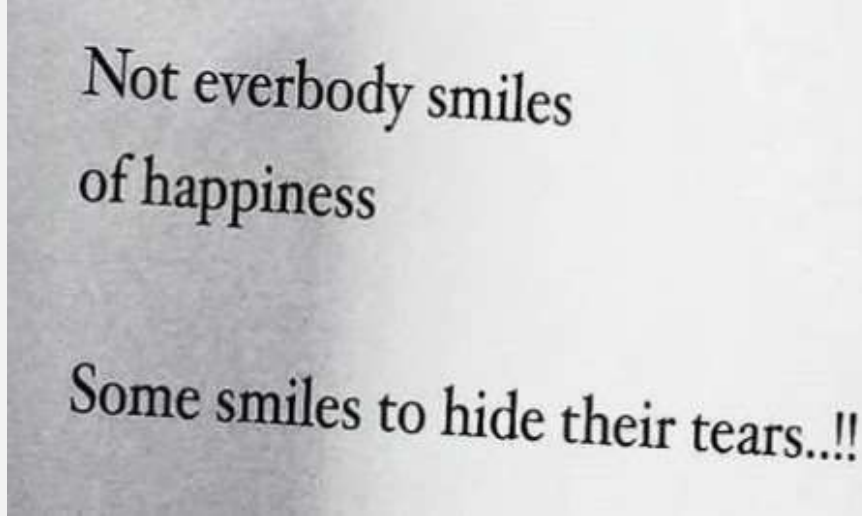 Not everbody smiles
of happiness
Some smiles to hide their tears..!!